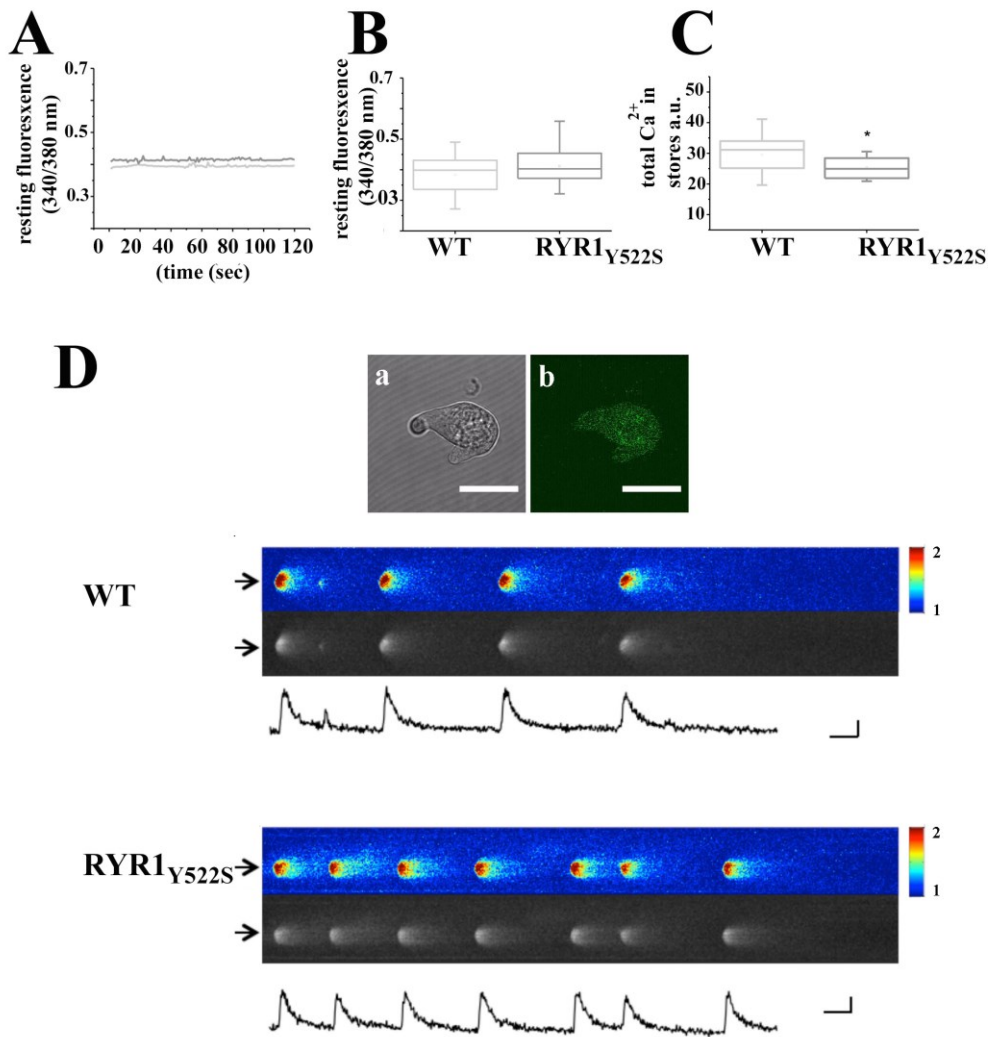 A
resting fluoresxence
(340/380 nm)
0.7
0.5
0.3
0 20 40 60 80 100 120
(time (sec)
B
resting fluoresxence
(340/380 nm)
0.7
0.5
03
WT
RYR1Y522S
C
total Ca2+ in
stores a.u.
50
40
30
20
10
*
WT
RYR1Y522S
D
a
b
WT
2
1
RYR1Y522S
2
1